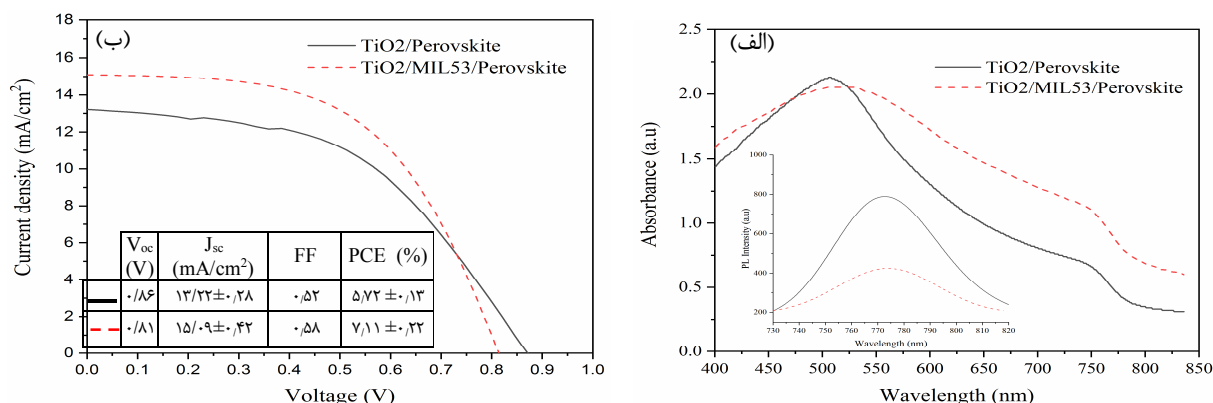 (ب)
TiO2/Perovskite
TiO2/MIL53/Perovskite
Current density (mA/cm²)
18
16
14
12
10
8
6
4
2
0
Voc (V) Jsc (mA/cm²) FF PCE (%)
۰/۸۶ ۱۳/۲۲±۰/۲۸ ۰/۵۲ ۵/۷۲ ±۰/۱۳
۰/۸۱ ۱۵/۰۹±۰/۴۲ ۰/۵۸ ۷/۱۱ ±۰/۲۲
0.0 0.1 0.2 0.3 0.4 0.5 0.6 0.7 0.8 0.9 1.0
Voltage (V)
(الف)
TiO2/Perovskite
TiO2/MIL53/Perovskite
Absorbance (a.u)
2.5
2.0
1.5
1.0
0.5
0.0
PL Intensity (a.u)
1000
800
600
400
200
730 740 750 760 770 780 790 800 810 820
Wavelength (nm)
400 450 500 550 600 650 700 750 800 850
Wavelength (nm)